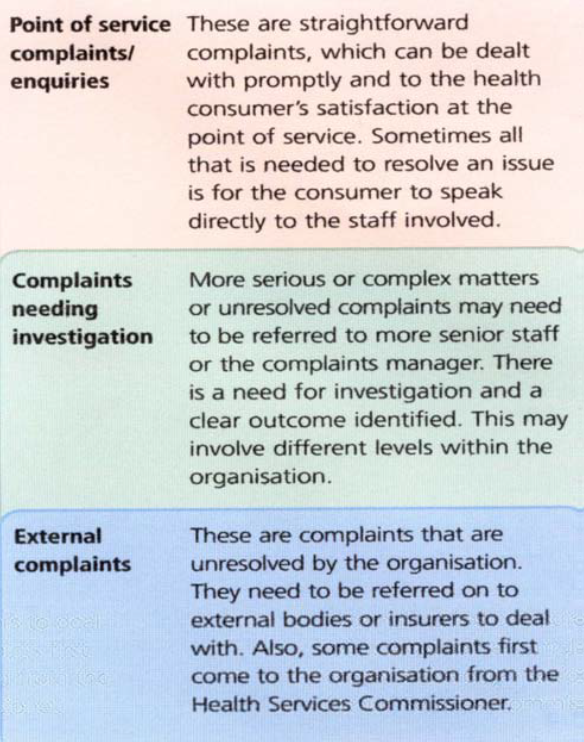 Point of service
complaints/
enquiries
These are straightforward
complaints, which can be dealt
with promptly and to the health
consumer's satisfaction at the
point of service. Sometimes all
that is needed to resolve an issue
is for the consumer to speak
directly to the staff involved.
Complaints
needing
investigation
More serious or complex matters
or unresolved complaints may need
to be referred to more senior staff
or the complaints manager. There
is a need for investigation and a
clear outcome identified. This may
involve different levels within the
organisation.
External
complaints
These are complaints that are
unresolved by the organisation.
They need to be referred on to
external bodies or insurers to deal
with. Also, some complaints first
come to the organisation from the
Health Services Commissioner.